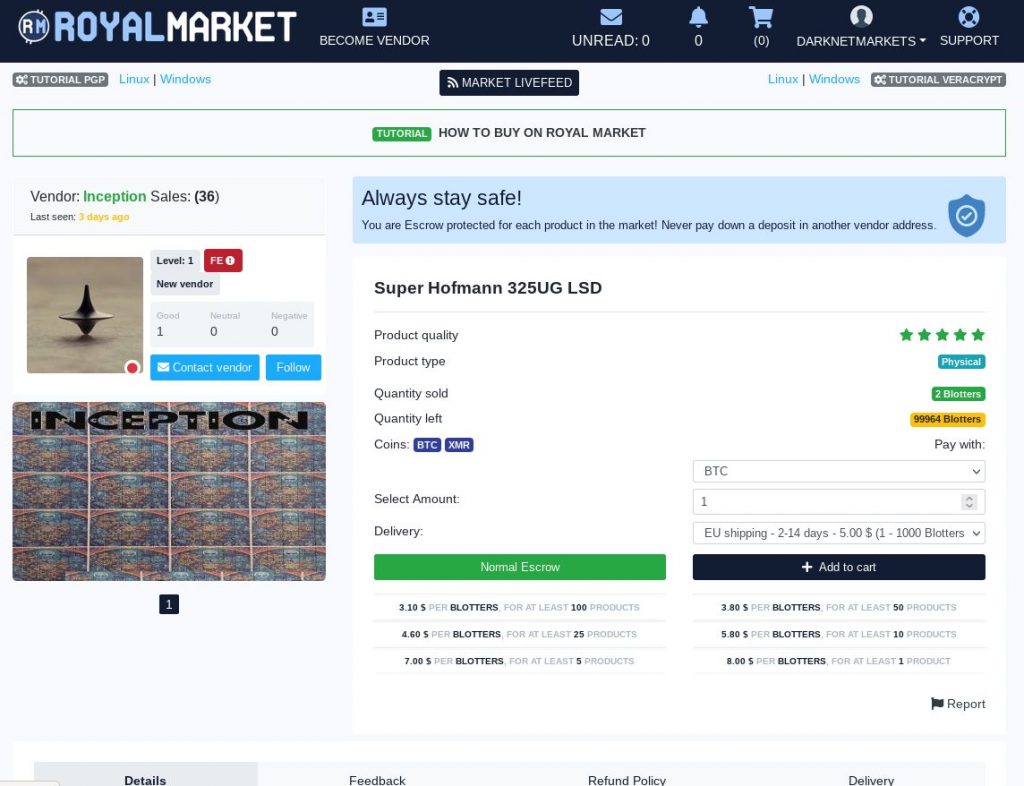 RM ROYALMARKET
BECOME VENDOR
UNREAD: 0
0
(0)
DARKNETMARKETS
SUPPORT
TUTORIAL PGP Linux | Windows
MARKET LIVEFEED
Linux | Windows TUTORIAL VERACRYPT
TUTORIAL HOW TO BUY ON ROYAL MARKET
Vendor: Inception Sales: (36)
Last seen: 3 days ago
Level: 1 FE
New vendor
Good Neutral Negative
1 0 0
Contact vendor Follow
INCEPTION
1
Always stay safe!
You are Escrow protected for each product in the market! Never pay down a deposit in another vendor address.
Super Hofmann 325UG LSD
Product quality
Product type Physical
Quantity sold 2 Blotters
Quantity left 99964 Blotters
Coins: BTC XMR Pay with:
BTC
Select Amount: 1
Delivery: EU shipping - 2-14 days - 5.00 $ (1 - 1000 Blotters
Normal Escrow Add to cart
3.10 $ PER BLOTTERS, FOR AT LEAST 100 PRODUCTS 3.80 $ PER BLOTTERS, FOR AT LEAST 50 PRODUCTS
4.60 $ PER BLOTTERS, FOR AT LEAST 25 PRODUCTS 5.80 $ PER BLOTTERS, FOR AT LEAST 10 PRODUCTS
7.00 $ PER BLOTTERS, FOR AT LEAST 5 PRODUCTS 8.00 $ PER BLOTTERS, FOR AT LEAST 1 PRODUCT
Report
Details Feedback Refund Policy Delivery